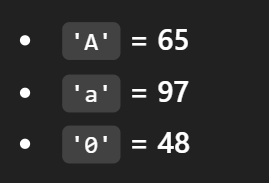 • 'A' = 65
• 'a' = 97
• '0' = 48